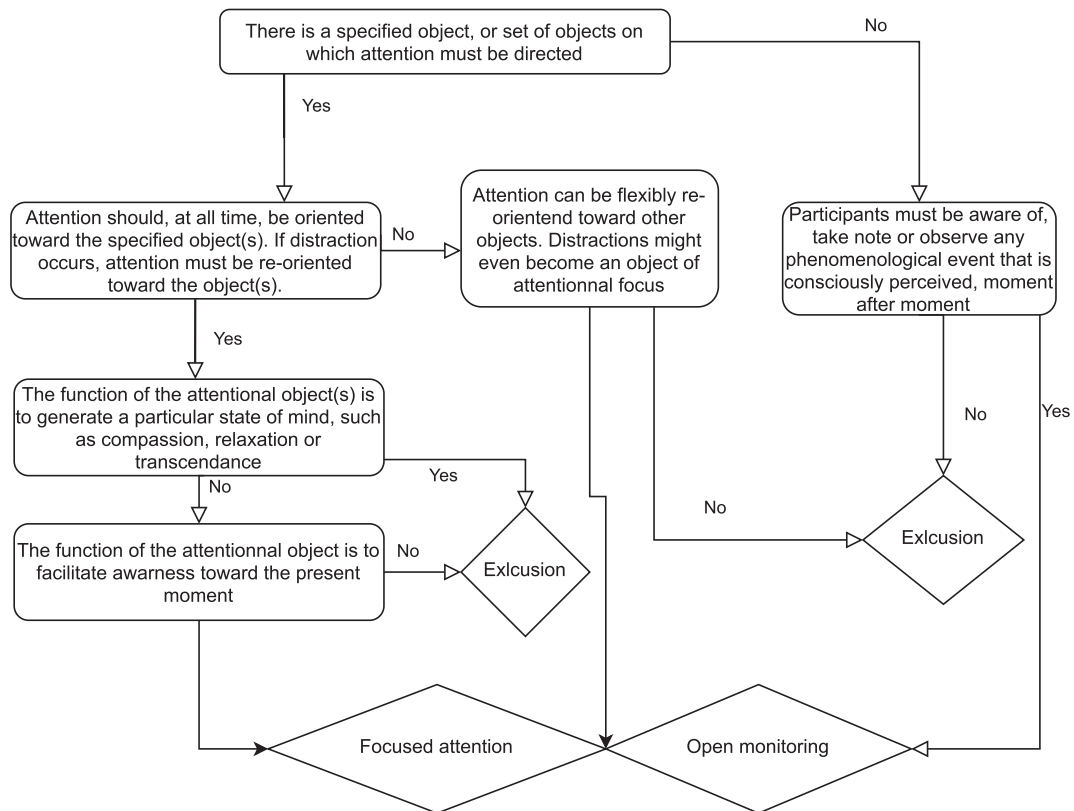 There is a specified object, or set of objects on
which attention must be directed
No
Yes
Attention should, at all time, be oriented
toward the specified object(s). If distraction
occurs, attention must be re-oriented
toward the object(s).
No
Attention can be flexibly re-
orientend toward other
objects. Distractions might
even become an object of
attentionnal focus
Participants must be aware of,
take note or observe any
phenomenological event that is
consciously perceived, moment
after moment
Yes
The function of the attentional object(s) is
to generate a particular state of mind, such
as compassion, relaxation or
transcendance
No
Yes
Yes
No
No
The function of the attentionnal object is to
facilitate awarness toward the present
moment
No
Exlcusion
Exlcusion
Focused attention
Open monitoring